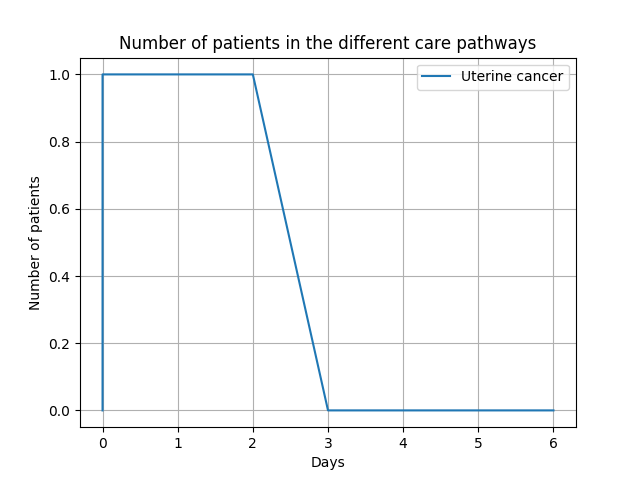 Number of patients in the different care pathways
Uterine cancer
1.0
0.8
0.6
0.4
0.2
0.0
Number of patients
0 1 2 3 4 5 6
Days